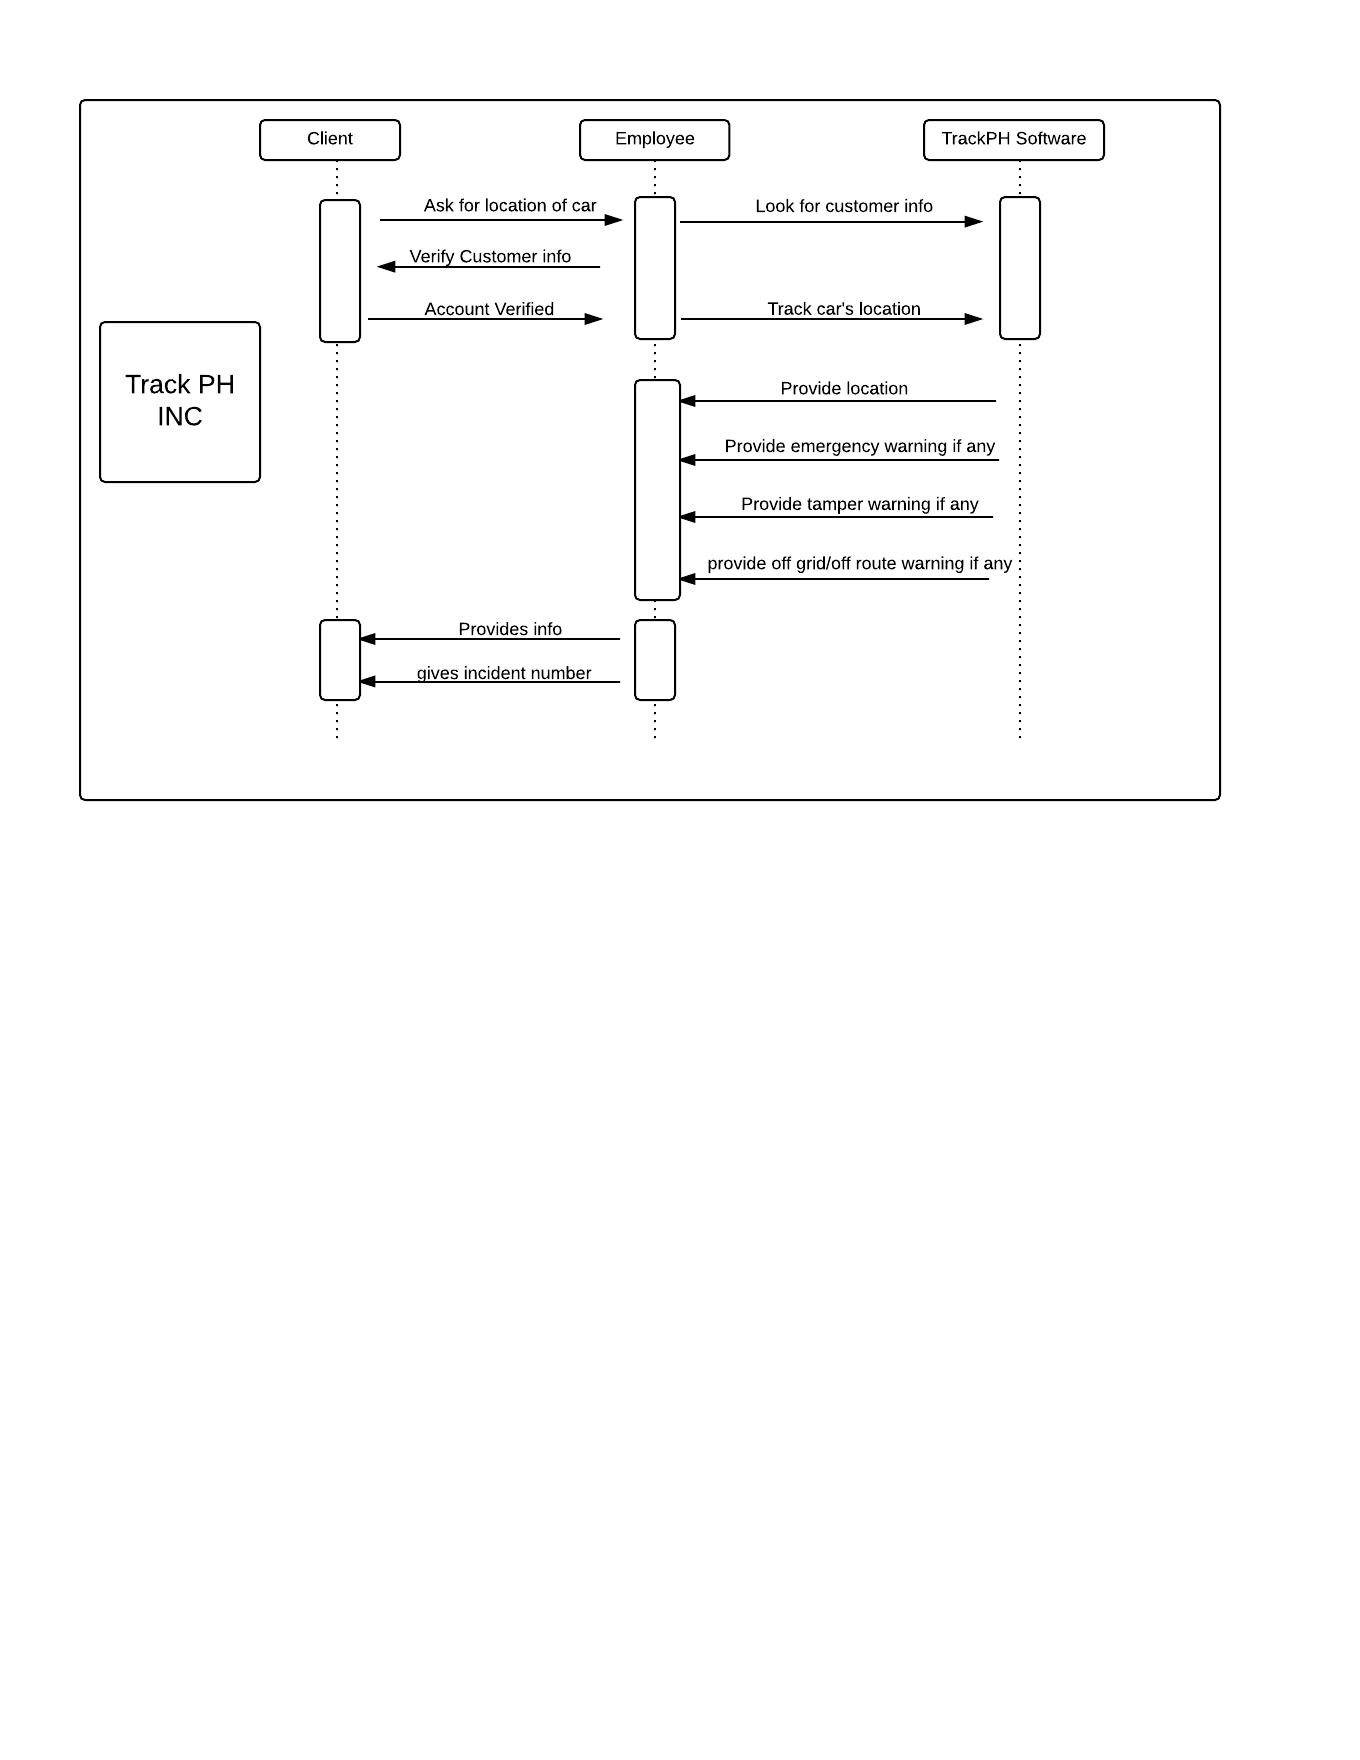 Client
Employee
TrackPH Software
Ask for location of car
Look for customer info
Verify Customer info
Account Verified
Track car's location
Track PH
INC
Provide location
Provide emergency warning if any
Provide tamper warning if any
provide off grid/off route warning if any
Provides info
gives incident number